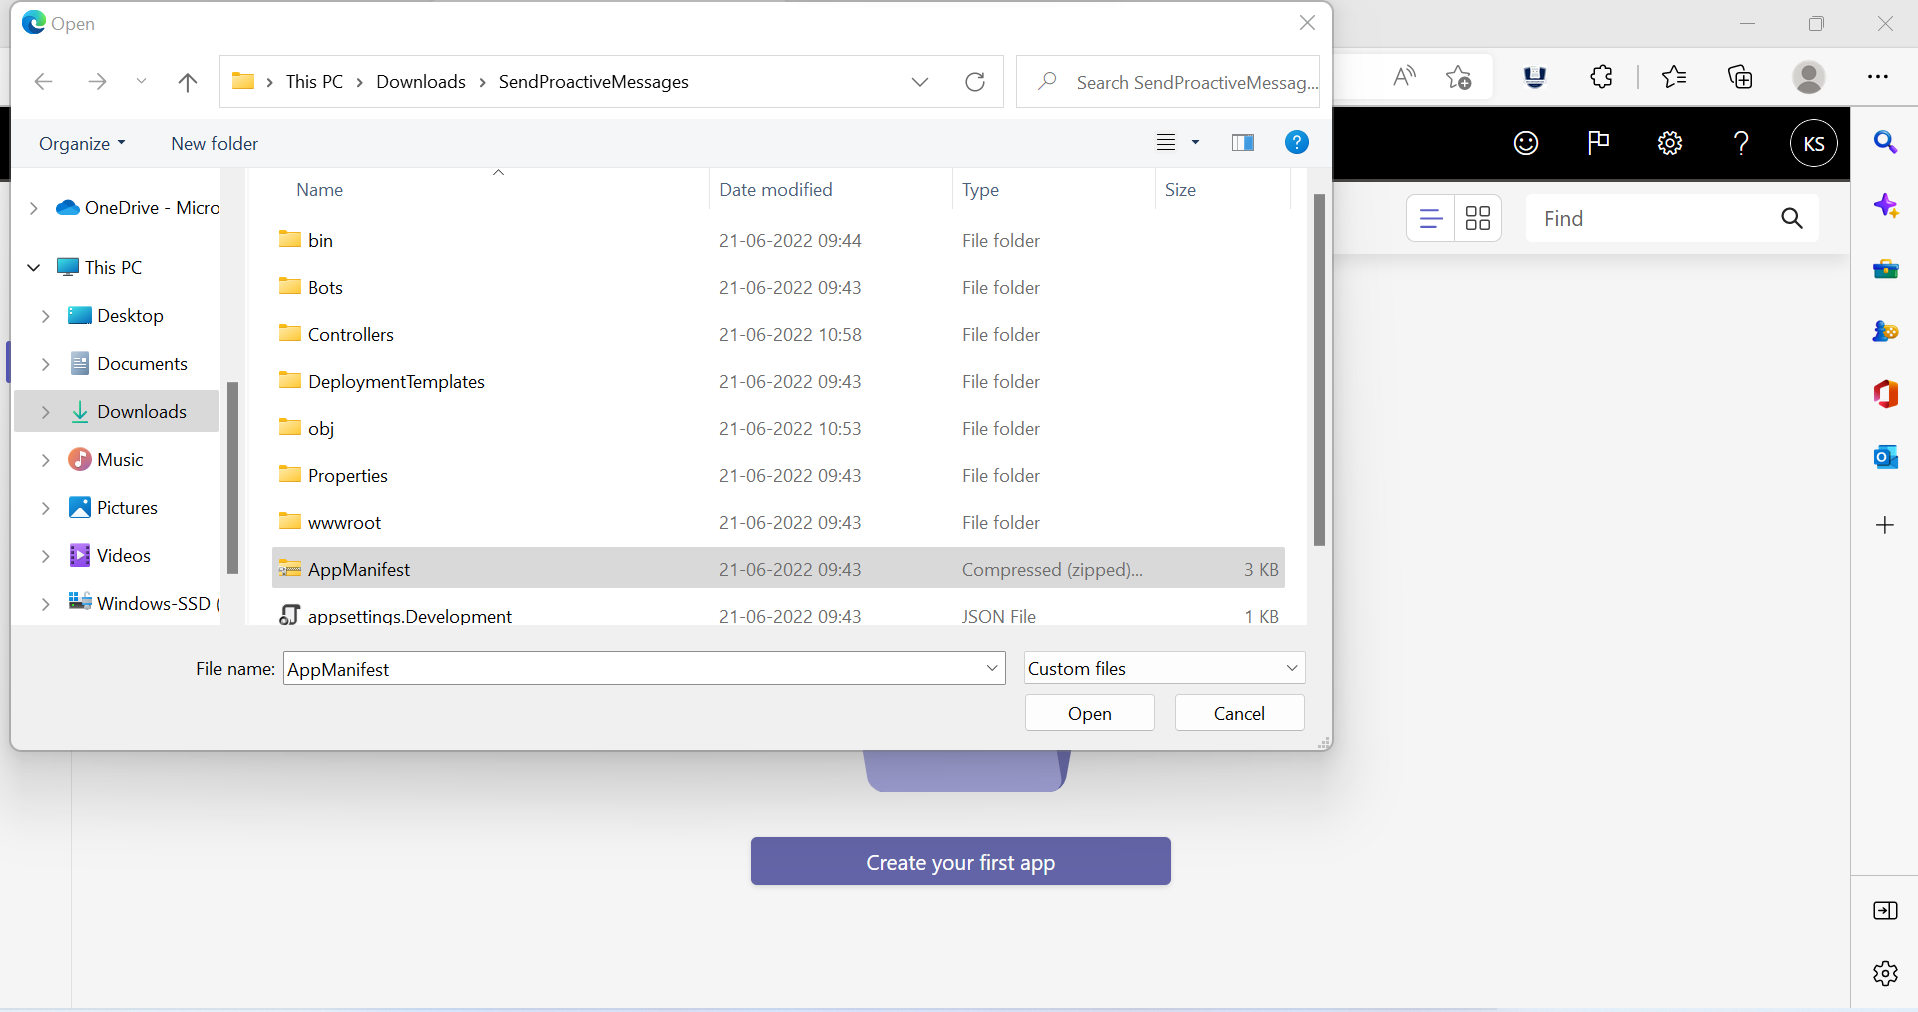 Open
This PC > Downloads > SendProactiveMessages
Search SendProactiveMessag...
Organize
New folder
?
KS
Name
Date modified
Type
Size
OneDrive - Micro
This PC
Desktop
Documents
Downloads
Music
Pictures
Videos
Windows-SSD (
bin 21-06-2022 09:44 File folder
Bots 21-06-2022 09:43 File folder
Controllers 21-06-2022 10:58 File folder
DeploymentTemplates 21-06-2022 09:43 File folder
obj 21-06-2022 10:53 File folder
Properties 21-06-2022 09:43 File folder
wwwroot 21-06-2022 09:43 File folder
AppManifest 21-06-2022 09:43 Compressed (zipped)... 3 KB
appsettings.Development 21-06-2022 09:43 JSON File 1 KB
Find
File name: AppManifest
Custom files
Open
Cancel
Create your first app